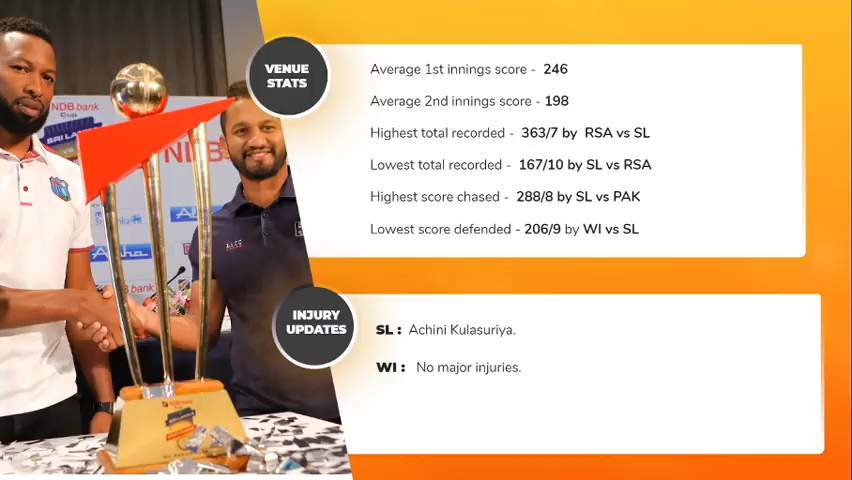 VENUE
STATS
Average 1st innings score - 246
Average 2nd innings score - 198
Highest total recorded - 363/7 by RSA vs SL
Lowest total recorded - 167/10 by SL vs RSA
Highest score chased - 288/8 by SL vs PAK
Lowest score defended - 206/9 by WI vs SL
INJURY
UPDATES
SL : Achini Kulasuriya.
WI : No major injuries.
NDB bank
Cup
SRI LANKA
NDB
bank